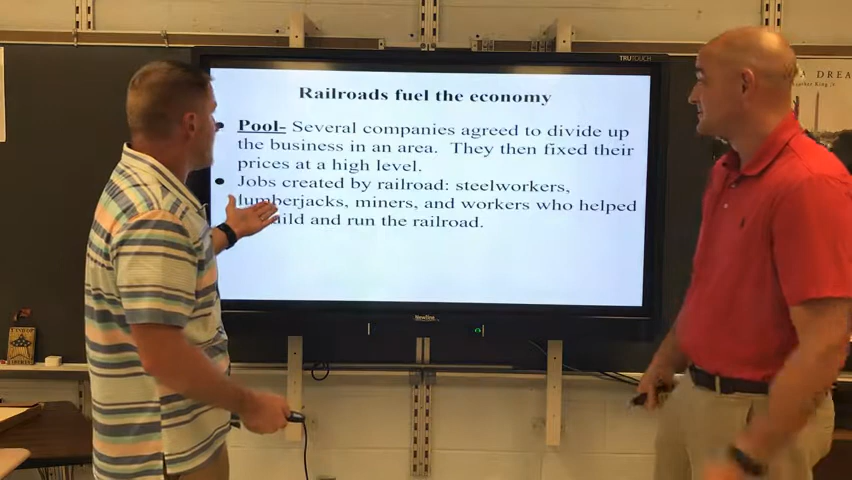 TRUTOUCH
Railroads fuel the economy
Pool- Several companies agreed to divide up
the business in an area. They then fixed their
prices at a high level.
Jobs created by railroad: steelworkers,
lumberjacks, miners, and workers who helped
and run the railroad.
Newline
A DREA